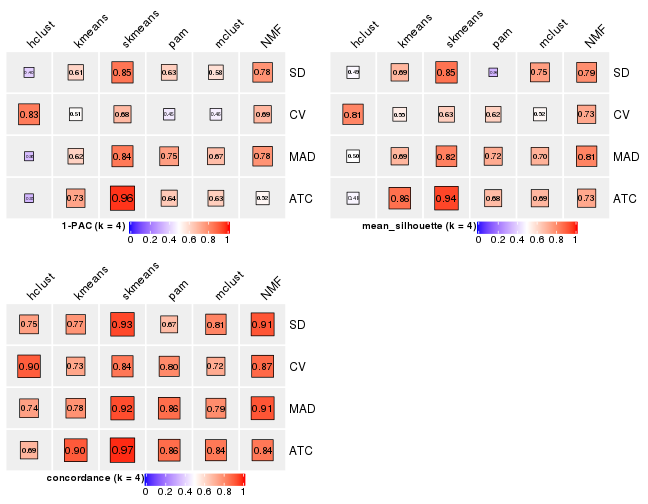 hclust kmeans skmeans pam mclust NMF
0.61 0.85 0.63 0.58 0.78 SD
0.83 0.51 0.68 0.45 0.69 CV
0.62 0.84 0.75 0.67 0.78 MAD
0.73 0.96 0.64 0.63 0.52 ATC
1-PAC (k = 4)
0 0.2 0.4 0.6 0.8 1
hclust kmeans skmeans pam mclust NMF
0.49 0.69 0.85 0.75 0.79 SD
0.81 0.55 0.63 0.62 0.52 0.73 CV
0.50 0.69 0.82 0.72 0.70 0.81 MAD
0.86 0.94 0.68 0.69 0.73 ATC
mean_silhouette (k = 4)
0 0.2 0.4 0.6 0.8 1
hclust kmeans skmeans pam mclust NMF
0.75 0.77 0.93 0.67 0.81 0.91 SD
0.90 0.73 0.84 0.80 0.72 0.87 CV
0.74 0.78 0.92 0.86 0.79 0.91 MAD
0.69 0.90 0.97 0.86 0.84 0.84 ATC
concordance (k = 4)
0 0.2 0.4 0.6 0.8 1